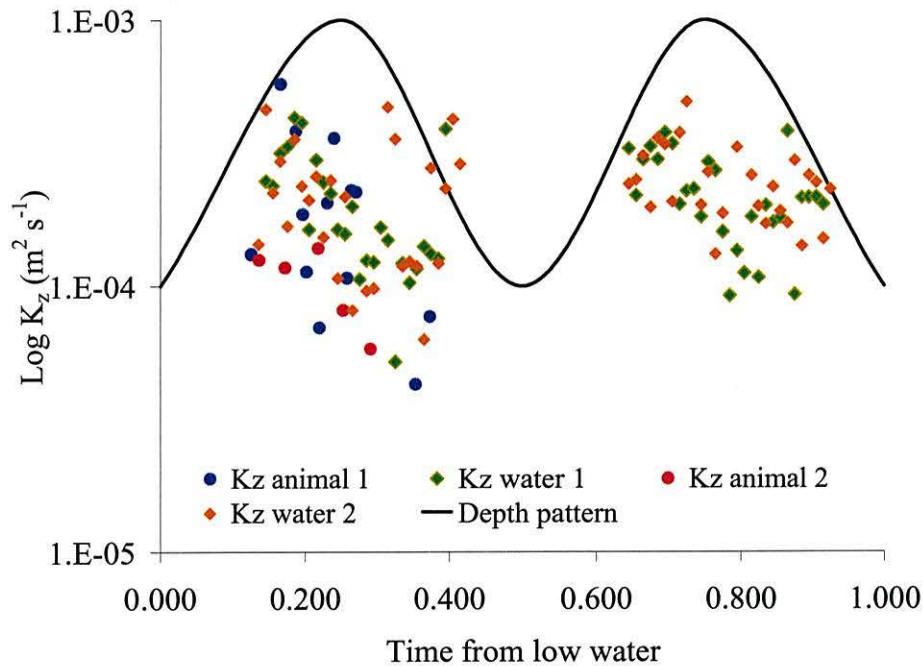 1.E-03
1.E-04
1.E-05
Log Kz (m² s⁻¹)
Kz animal 1
Kz water 1
Kz animal 2
Kz water 2
Depth pattern
0.000
0.200
0.400
0.600
0.800
1.000
Time from low water